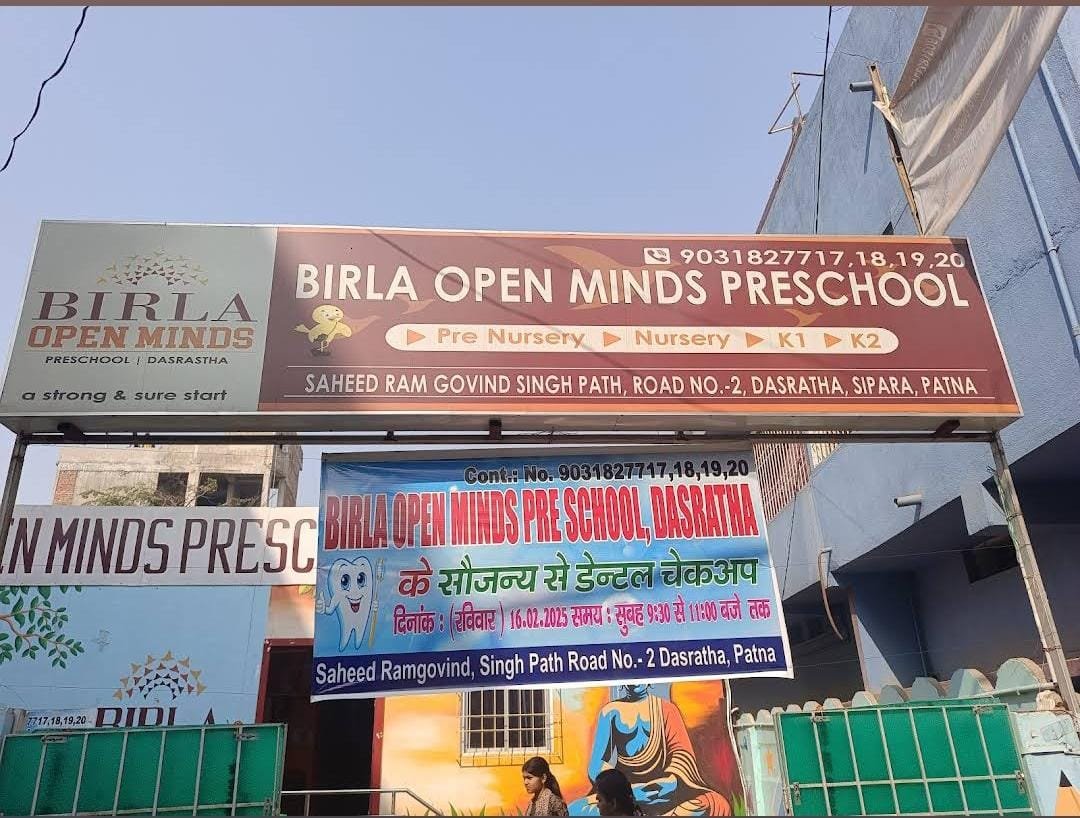 BIRLA
OPEN MINDS
PRESCHOOL | DASRASTHA
a strong & sure start
9031827717,18,19,20
BIRLA OPEN MINDS PRESCHOOL
Pre Nursery Nursery K1 K2
SAHEED RAM GOVIND SINGH PATH, ROAD NO.-2, DASRATHA, SIPARA, PATNA
Cont.: No. 9031827717,18,19,20
BIRLA OPEN MINDS PRE SCHOOL, DASRATHA
के सौजन्य से डेन्टल चेकअप
दिनांक : (रविवार) 16.02.2025 समय : सुबह 9:30 से 11:00 बजे तक
Saheed Ramgovind, Singh Path Road No.- 2 Dasratha, Patna
EN MINDS PRESC
7717,18,19,20
BIRLA